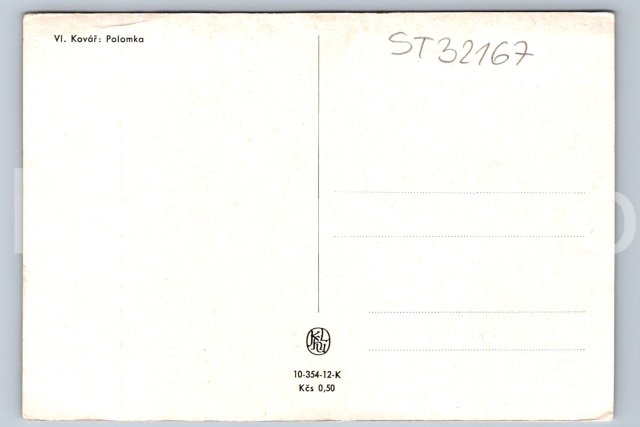 Vl. Kovář: Polomka
ST32167
10-354-12-K
Kčs 0,50